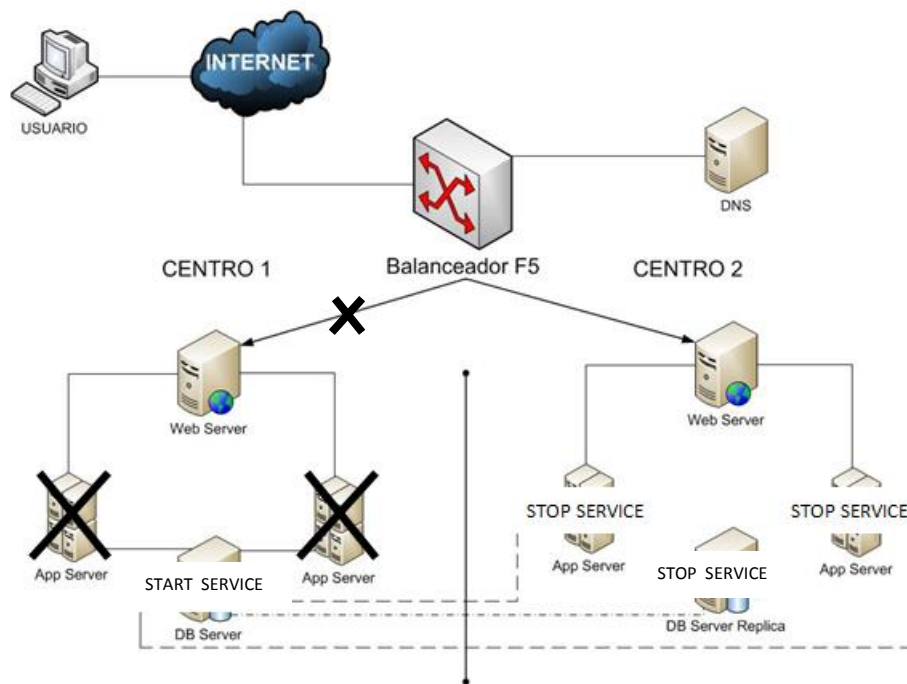 INTERNET
USUARIO
DNS
CENTRO 1
Balanceador F5
CENTRO 2
Web Server
Web Server
STOP SERVICE
STOP SERVICE
App Server
App Server
START SERVICE
DB Server
App Server
App Server
STOP SERVICE
DB Server Replica